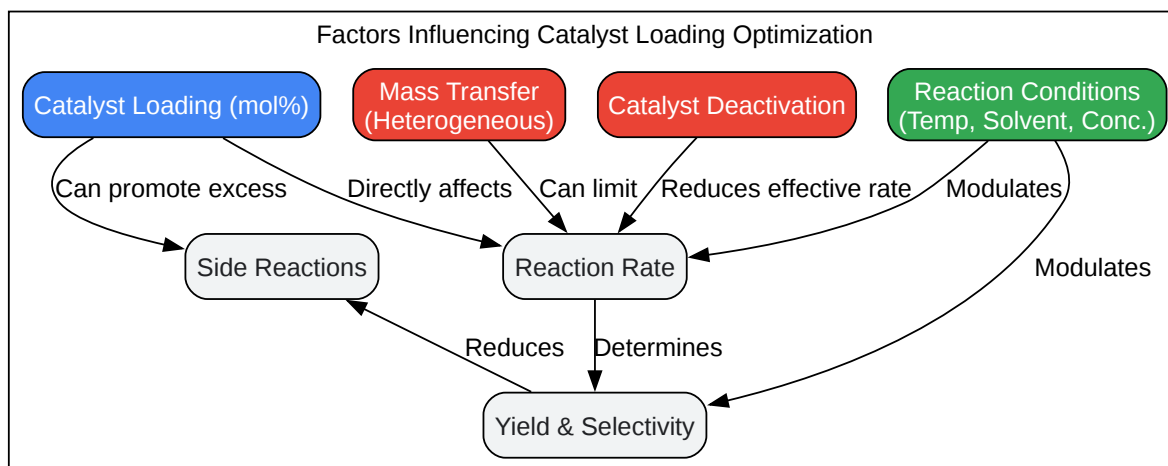 Factors Influencing Catalyst Loading Optimization
Catalyst Loading (mol%)
Mass Transfer
(Heterogeneous)
Catalyst Deactivation
Reaction Conditions
(Temp, Solvent, Conc.)
Can promote excess
Directly affects
Can limit
Reduces effective rate
Modulates
Side Reactions
Reaction Rate
Modulates
Reduces
Determines
Yield & Selectivity